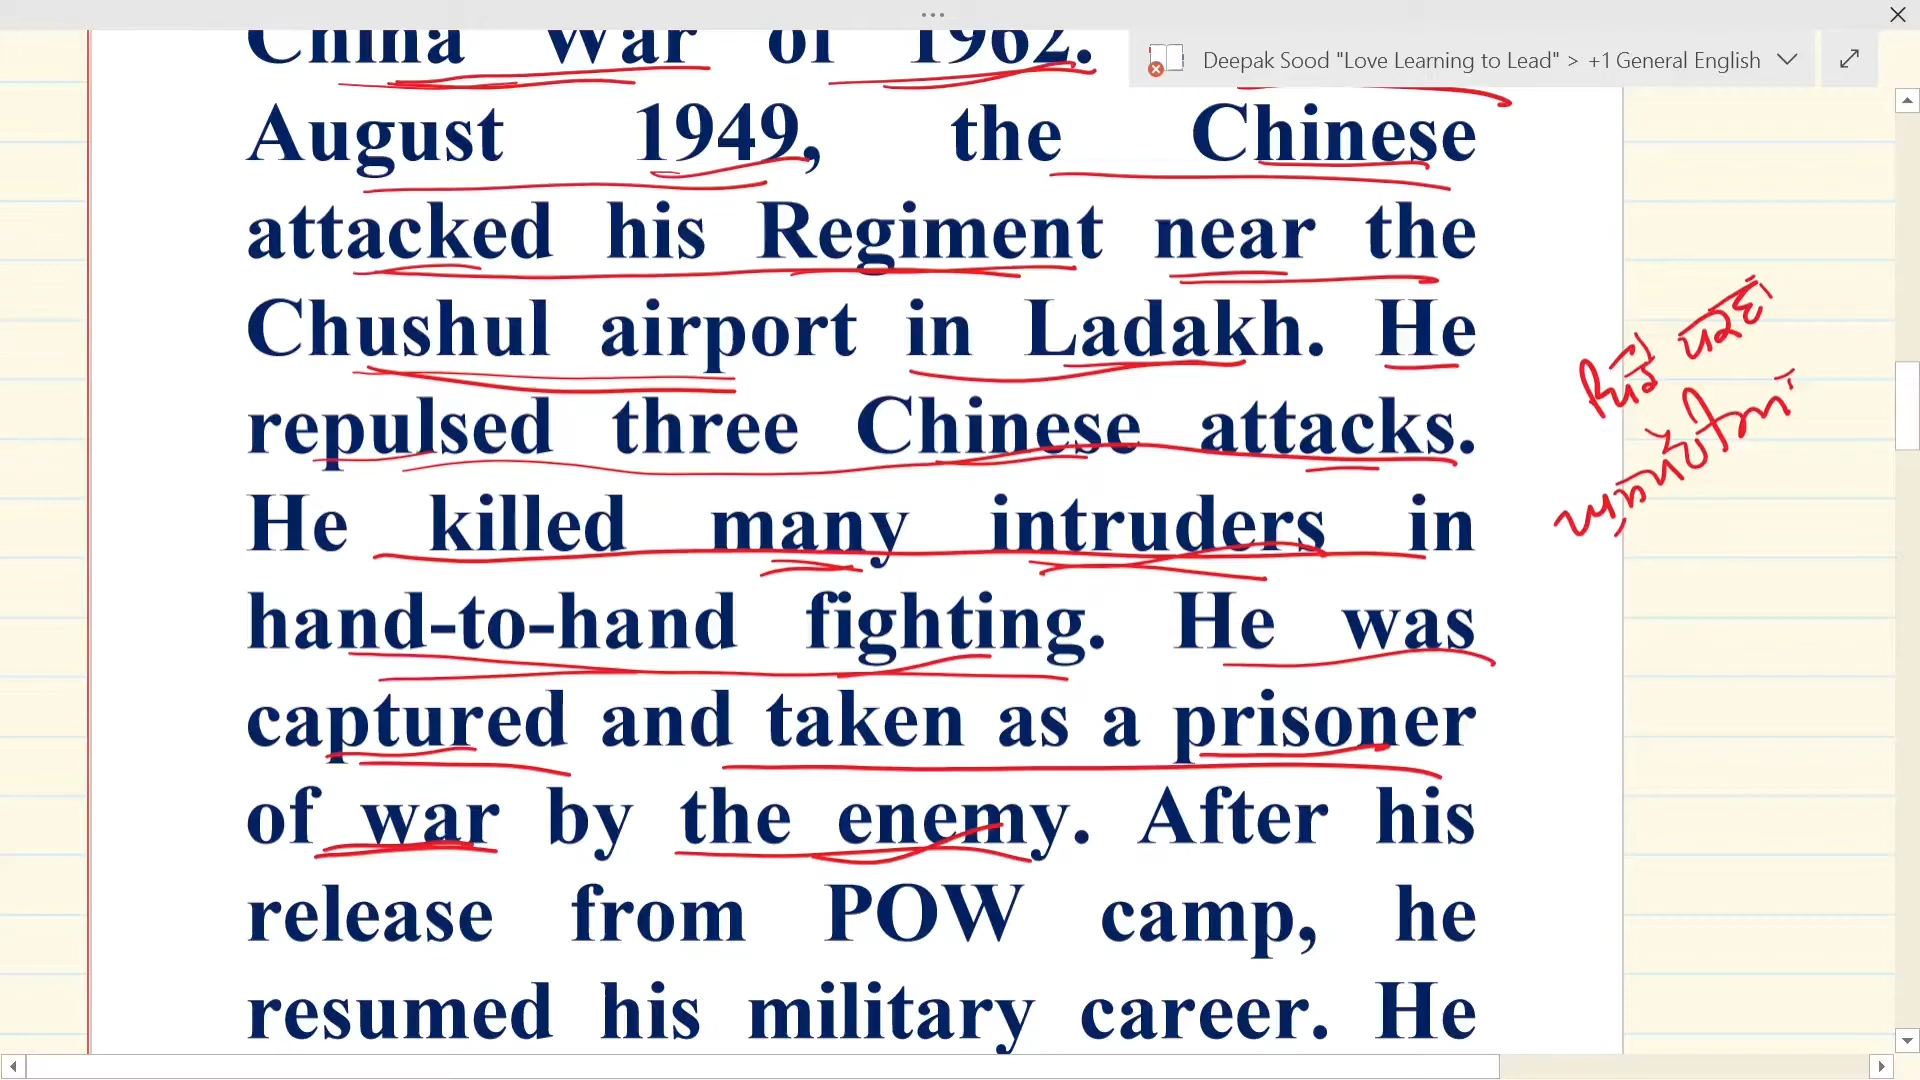 China War of 1962.
Deepak Sood "Love Learning to Lead" > +1 General English
August 1949, the Chinese
attacked his Regiment near the
Chushul airport in Ladakh. He
repulsed three Chinese attacks.
He killed many intruders in
hand-to-hand fighting. He was
captured and taken as a prisoner
of war by the enemy. After his
release from POW camp, he
resumed his military career. He